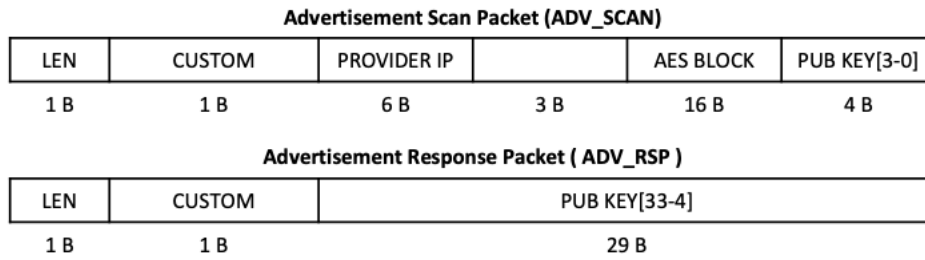 Advertisement Scan Packet (ADV_SCAN)
LEN CUSTOM PROVIDER IP AES BLOCK PUB KEY[3-0]
1 B 1 B 6 B 3 B 16 B 4 B
Advertisement Response Packet ( ADV_RSP )
LEN CUSTOM PUB KEY[33-4]
1 B 1 B 29 B